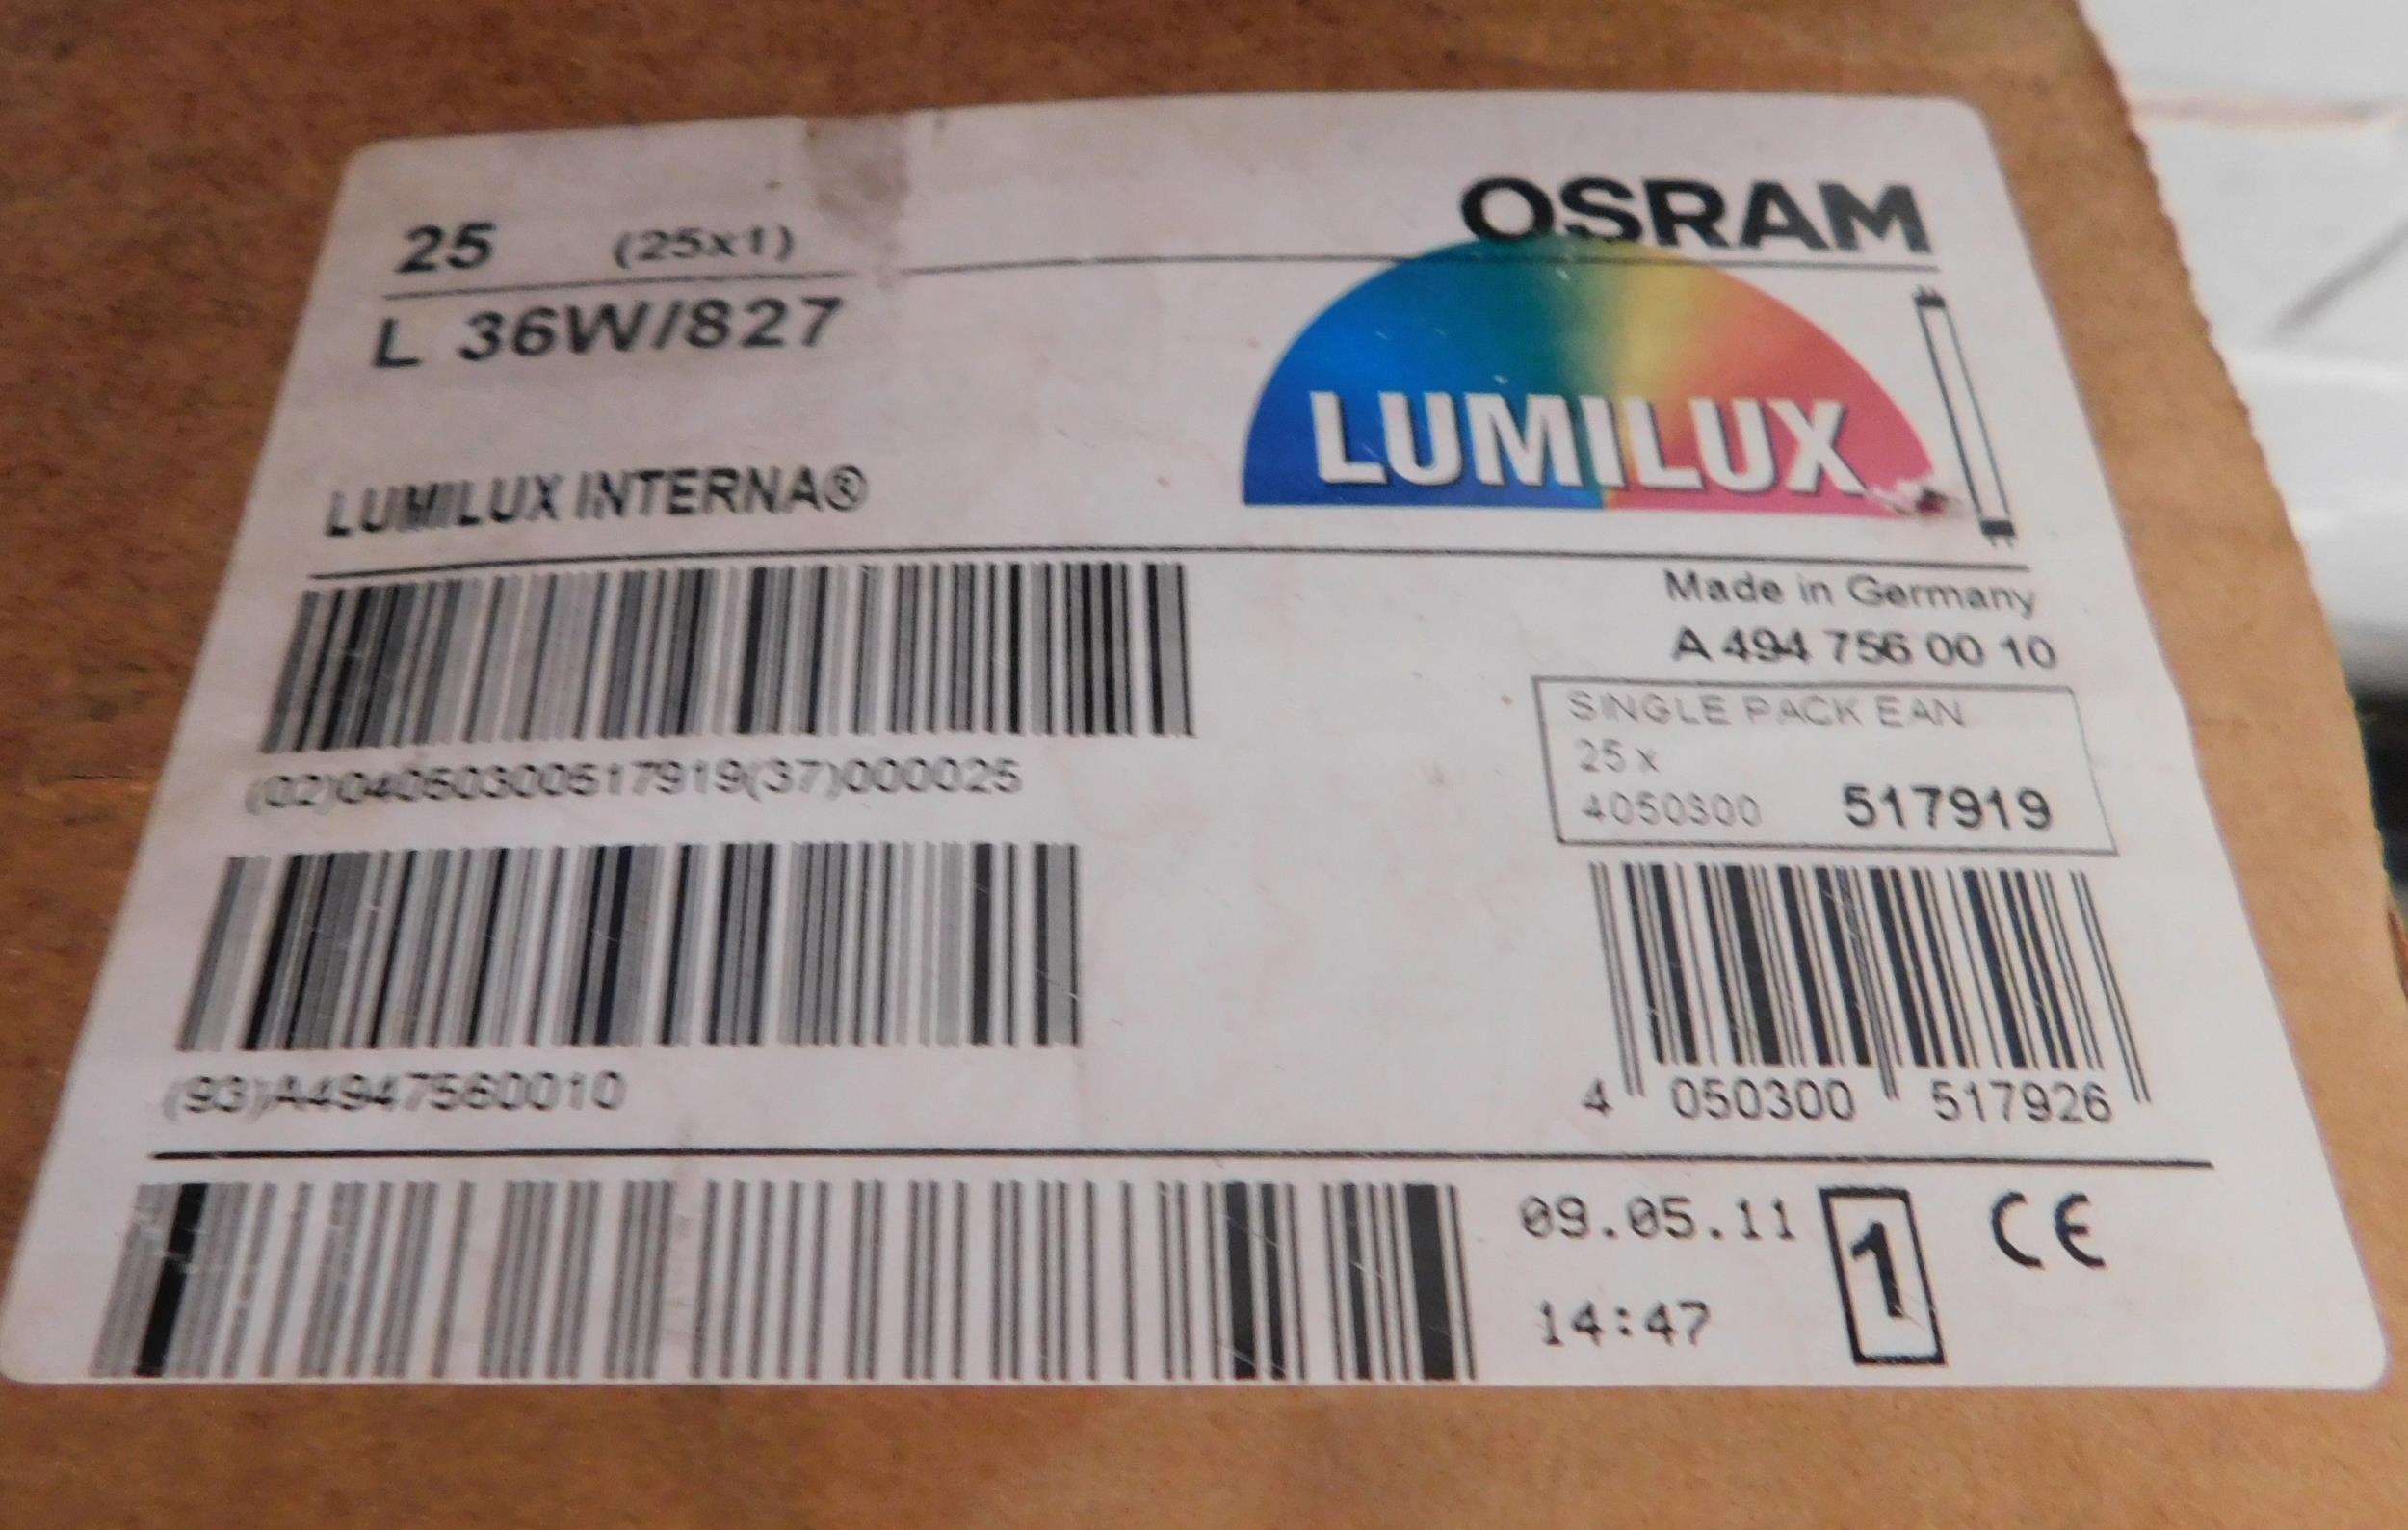 25 (25x1)
OSRAM
L 36W/827
LUMILUX
LUMILUX INTERNA®
Made in Germany
A 494 756 00 10
SINGLE PACK EAN
25 x
4050300 517919
(02)04050300517919(37)000025
(93)A4947560010
4 050300 517926
09.05.11
14:47
1
CE